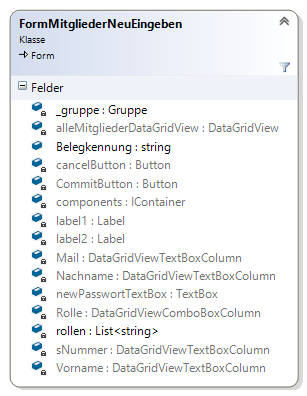 FormMitgliederNeuEingeben
Klasse
→ Form
Felder
_gruppe : Gruppe
alleMitgliederDataGridView : DataGridView
Belegkennung : string
cancelButton : Button
CommitButton : Button
components : IContainer
label1 : Label
label2 : Label
Mail : DataGridViewTextBoxColumn
Nachname : DataGridViewTextBoxColumn
newPasswortTextBox : TextBox
Rolle : DataGridViewComboBoxColumn
rollen : List<string>
sNummer : DataGridViewTextBoxColumn
Vorname : DataGridViewTextBoxColumn